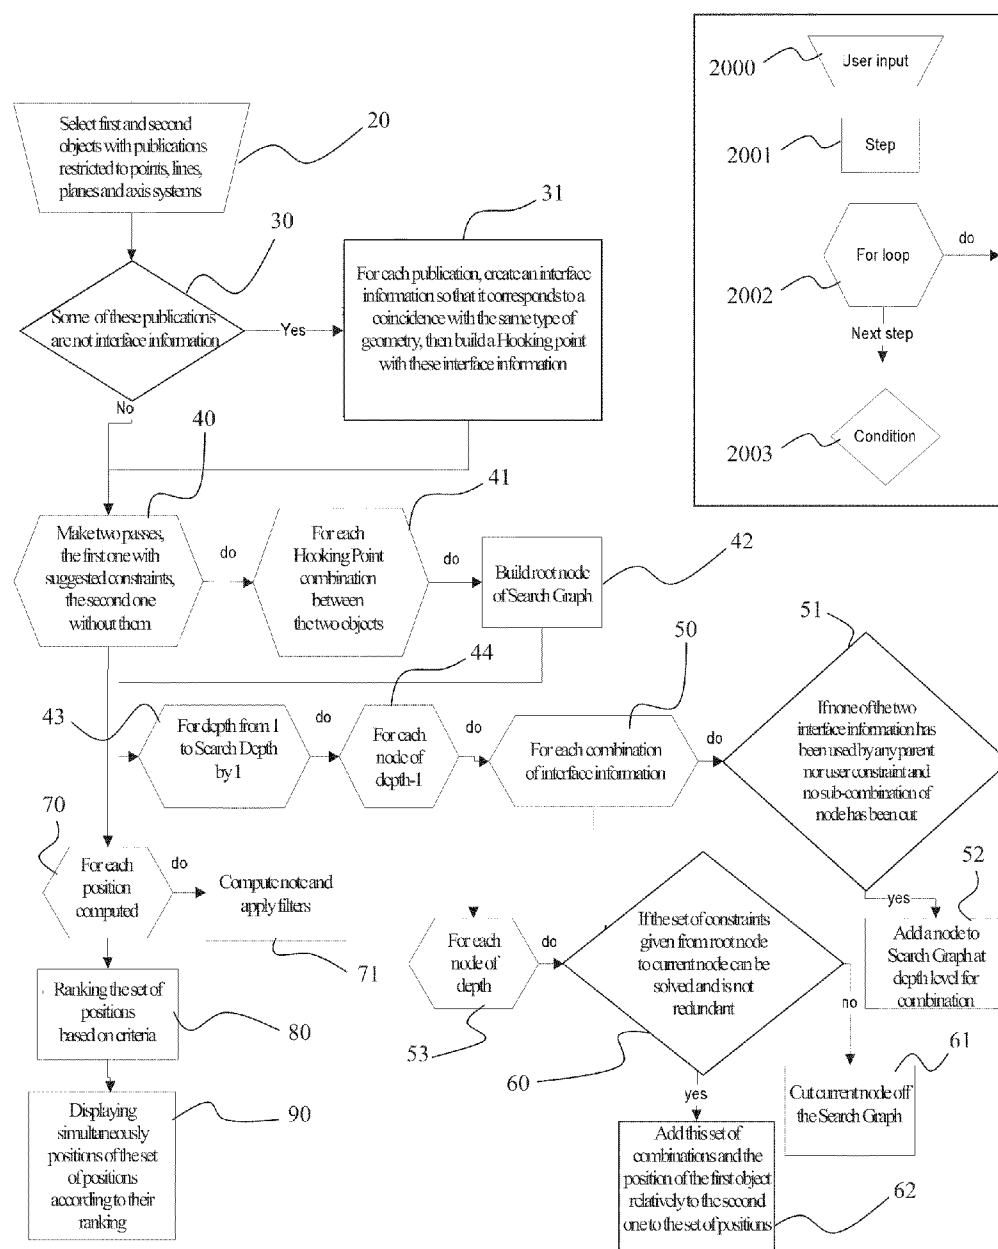 2000
User input
20
Select first and second
objects with publications
restricted to points, lines,
planes and axis systems
2001
Step
31
30
do
For each publication, create an interface
information so that it corresponds to a
coincidence with the same type of
geometry, then build a Hooking point
with these interface information
For loop
2002
Some of these publications
are not interface information
Yes
Next step
No
40
2003
Condition
41
Make two passes,
the first one with
suggested constraints,
the second one
without them
do
For each
Hooking Point
combination
between
the two objects
do
42
Build root node
of Search Graph
51
50
44
43
For depth from 1
to Search Depth
by 1
do
For each
node of
depth-1
do
For each combination
of interface information
do
If none of the two
interface information has
been used by any parent
nor user constraint and
no sub-combination of
node has been cut
70
For each
position
computed
do
Compute note and
apply filters
71
yes
52
Add a node to
Search Graph at
depth level for
combination
For each
node of
depth
do
53
If the set of constraints
given from root node
to current node can be
solved and is not
redundant
60
no
61
Cut current node off
the Search Graph
yes
Ranking the set of
positions
based on criteria
80
Displaying
simultaneously
positions of the set
of positions
according to their
ranking
90
Add this set of
combinations and the
position of the first object
relatively to the second
one to the set of positions
62